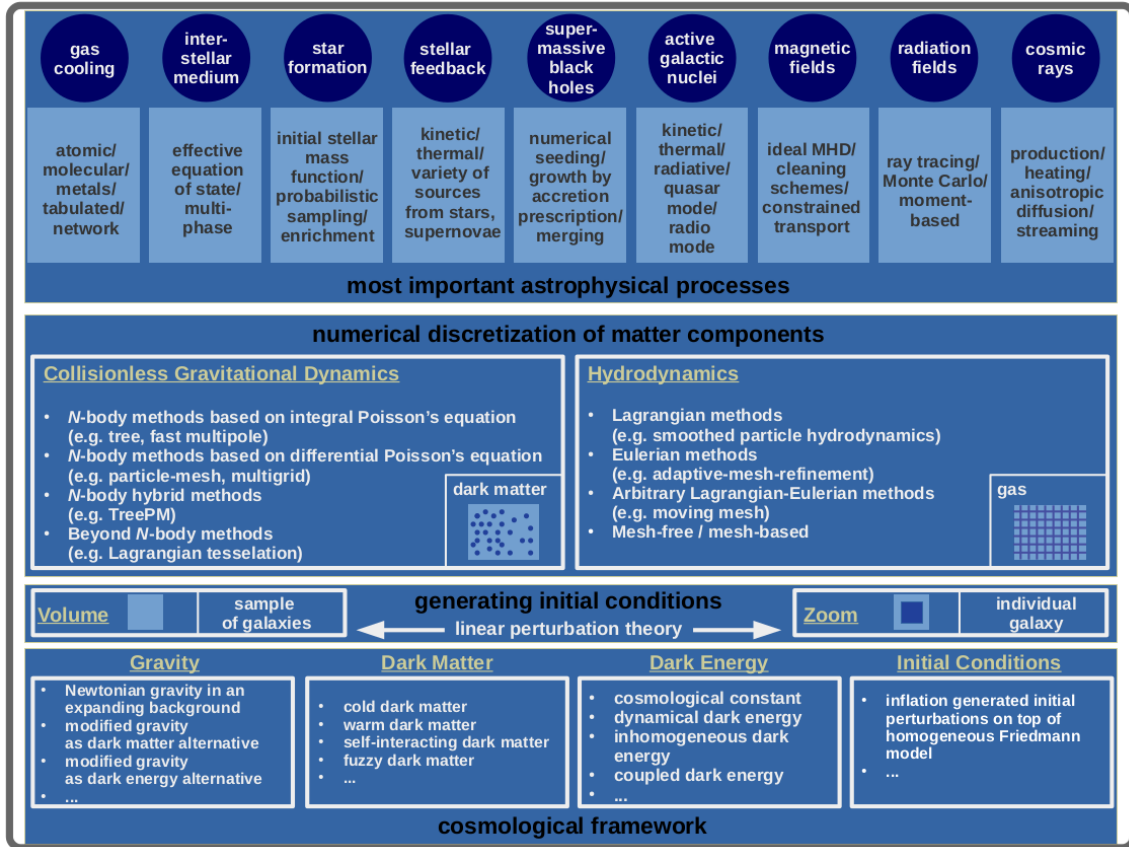 gas
cooling
inter-
stellar
medium
star
formation
stellar
feedback
super-
massive
black
holes
active
galactic
nuclei
magnetic
fields
radiation
fields
cosmic
rays
atomic/
molecular/
metals/
tabulated/
network
effective
equation
of state/
multi-
phase
initial stellar
mass
function/
probabilistic
sampling/
enrichment
kinetic/
thermal/
variety of
sources
from stars,
supernovae
numerical
seeding/
growth by
accretion
prescription/
merging
kinetic/
thermal/
radiative/
quasar
mode/
radio
mode
ideal MHD/
cleaning
schemes/
constrained
transport
ray tracing/
Monte Carlo/
moment-
based
production/
heating/
anisotropic
diffusion/
streaming
most important astrophysical processes
numerical discretization of matter components
Collisionless Gravitational Dynamics
• N-body methods based on integral Poisson's equation
(e.g. tree, fast multipole)
• N-body methods based on differential Poisson's equation
(e.g. particle-mesh, multigrid)
• N-body hybrid methods
(e.g. TreePM)
• Beyond N-body methods
(e.g. Lagrangian tesselation)
dark matter
Hydrodynamics
• Lagrangian methods
(e.g. smoothed particle hydrodynamics)
• Eulerian methods
(e.g. adaptive-mesh-refinement)
• Arbitrary Lagrangian-Eulerian methods
(e.g. moving mesh)
• Mesh-free / mesh-based
gas
Volume
sample
of galaxies
generating initial conditions
linear perturbation theory
Zoom
individual
galaxy
Gravity
• Newtonian gravity in an
expanding background
• modified gravity
as dark matter alternative
• modified gravity
as dark energy alternative
• ...
Dark Matter
• cold dark matter
• warm dark matter
• self-interacting dark matter
• fuzzy dark matter
• ...
Dark Energy
• cosmological constant
• dynamical dark energy
• inhomogeneous dark
energy
• coupled dark energy
• ...
Initial Conditions
• inflation generated initial
perturbations on top of
homogeneous Friedmann
model
• ...
cosmological framework